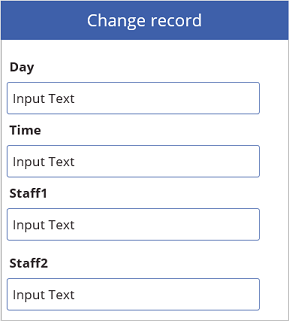 Change record
Day
Input Text
Time
Input Text
Staff1
Input Text
Staff2
Input Text